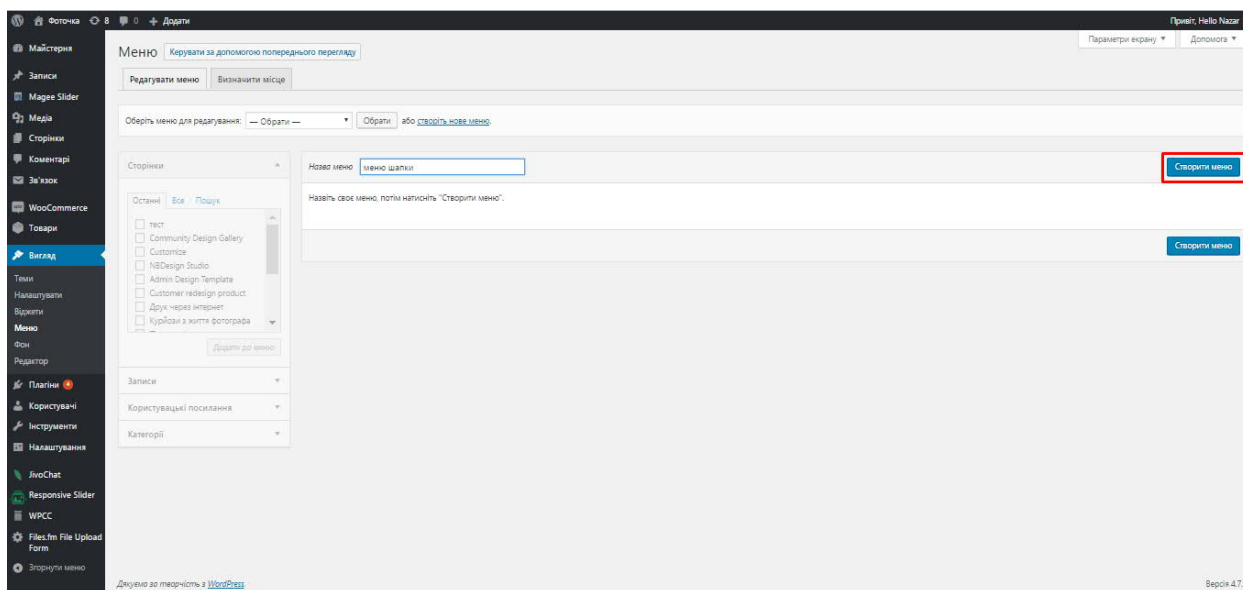 Фоточка 8 0 + Додати Привіт, Hello Nazar
Параметри екрану Допомога
Майстерня
Записи
Magee Slider
Медіа
Сторінки
Коментарі
Зв'язок
WooCommerce
Товари
Вигляд
Теми
Налаштувати
Віджети
Меню
Фон
Редактор
Плагіни 4
Користувачі
Інструменти
Налаштування
JivoChat
Responsive Slider
WPCC
Files.fm File Upload
Form
Згорнути меню
Меню Керувати за допомогою попереднього перегляду
Редагувати меню Визначити місце
Оберіть меню для редагування: — Обрати — Обрати або створіть нове меню.
Сторінки
Останні Все Пошук
тест
Community Design Gallery
Customize
NBDesign Studio
Admin Design Template
Customer redesign product
Друк через інтернет
Курйози з життя фотографа
Додати до меню
Записи
Користувацькі посилання
Категорії
Назва меню меню шапки Створити меню
Назвіть своє меню, потім натисніть "Створити меню".
Створити меню
Дякуємо за творчість з WordPress. Версія 4.7.